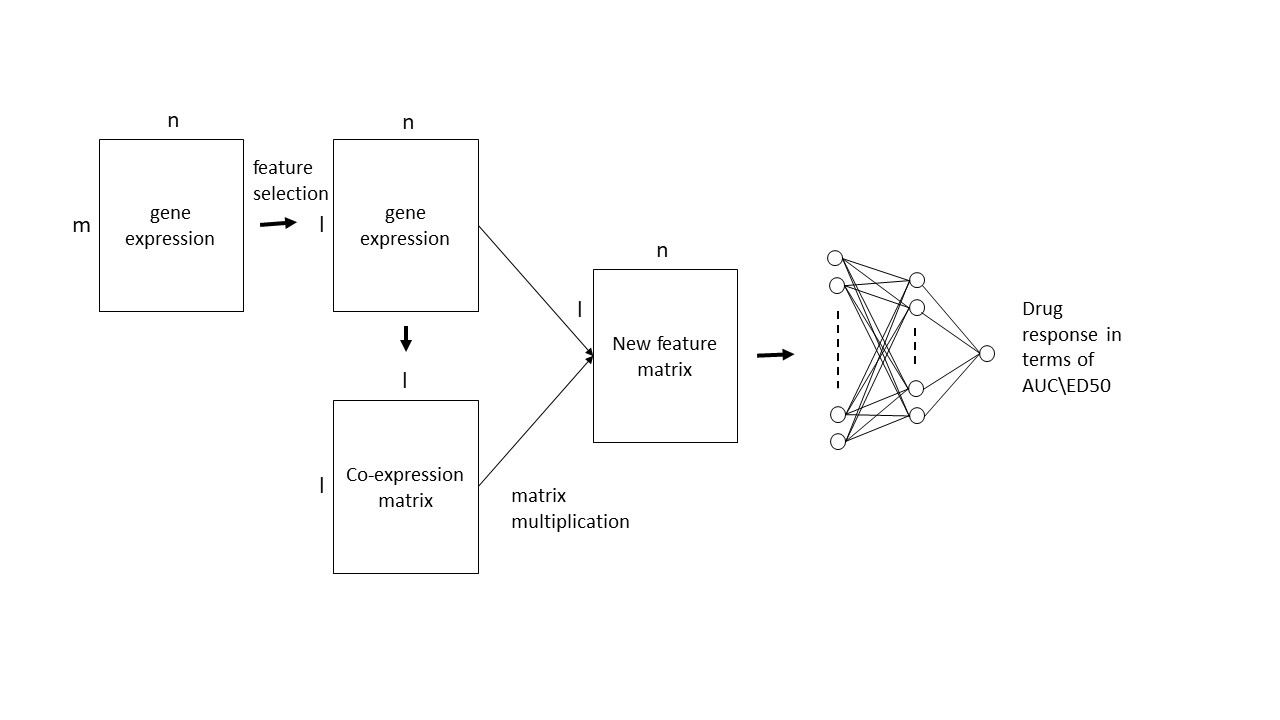 n
m
gene
expression
feature
selection
n
l
gene
expression
l
l
Co-expression
matrix
matrix
multiplication
n
l
New feature
matrix
Drug
response in
terms of
AUC\ED50